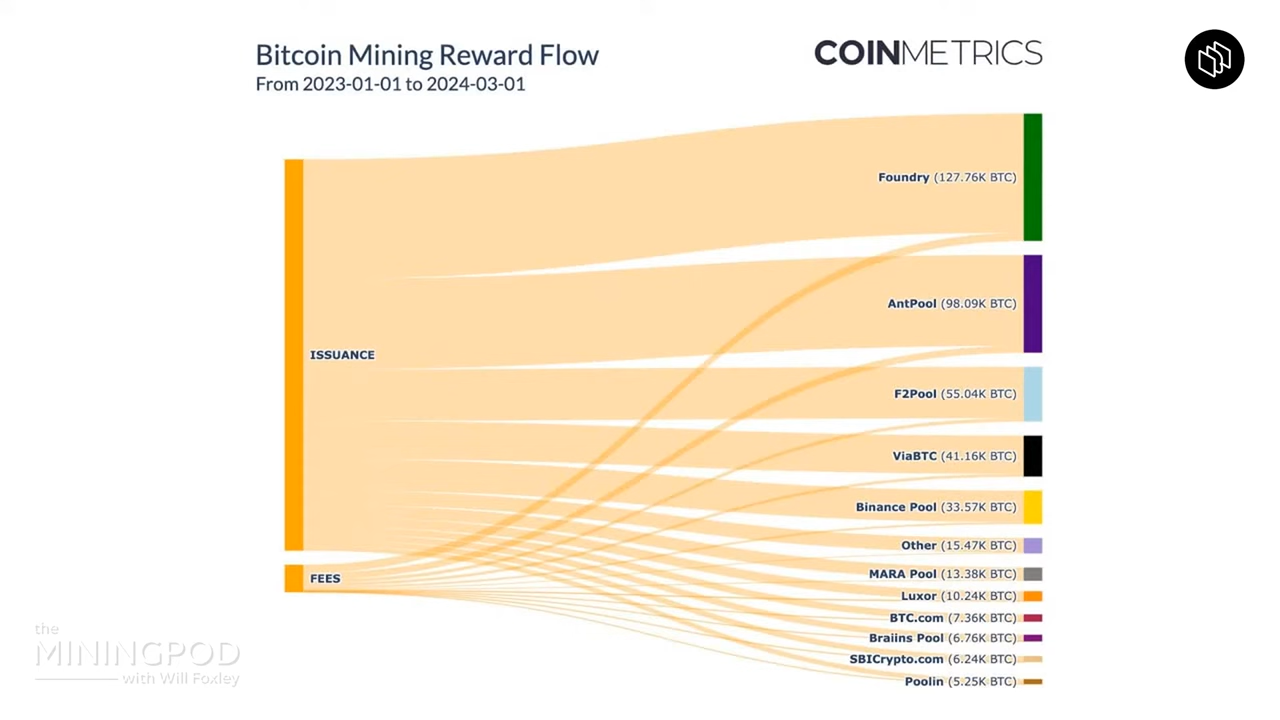 Bitcoin Mining Reward Flow
From 2023-01-01 to 2024-03-01
COINMETRICS
Foundry (127.76K BTC)
AntPool (98.09K BTC)
ISSUANCE
F2Pool (55.04K BTC)
ViaBTC (41.16K BTC)
Binance Pool (33.57K BTC)
Other (15.47K BTC)
FEES
MARA Pool (13.38K BTC)
Luxor (10.24K BTC)
BTC.com (7.36K BTC)
Braiins Pool (6.76K BTC)
SBICrypto.com (6.24K BTC)
Poolin (5.25K BTC)
the
MININGPOD
with Will Foxley